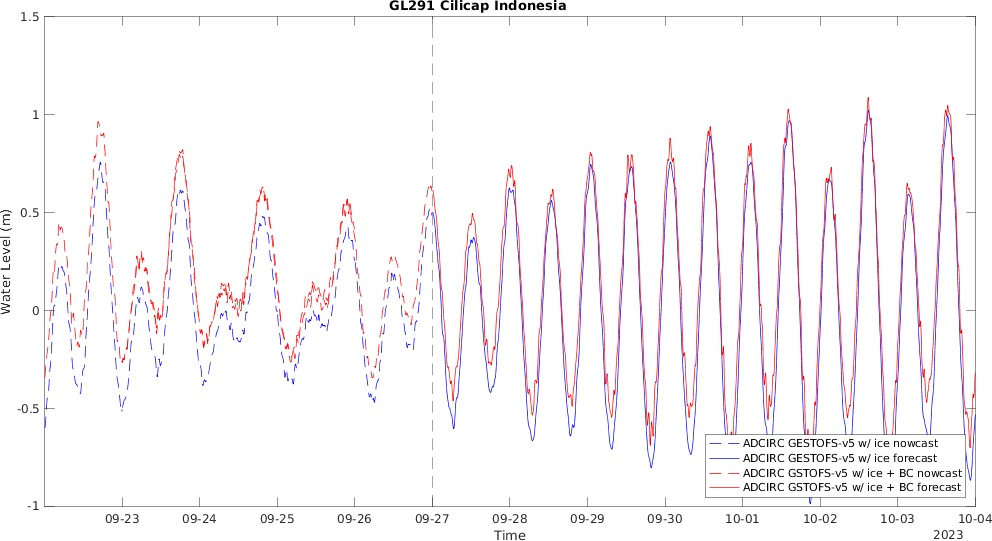 GL291 Cilicap Indonesia
1.5
1
0.5
0
-0.5
-1
Water Level (m)
ADCIRC GESTOFS-v5 w/ ice nowcast
ADCIRC GESTOFS-v5 w/ ice forecast
ADCIRC GSTOFS-v5 w/ ice + BC nowcast
ADCIRC GSTOFS-v5 w/ ice + BC forecast
09-23 09-24 09-25 09-26 09-27 09-28 09-29 09-30 10-01 10-02 10-03 10-04
Time
2023